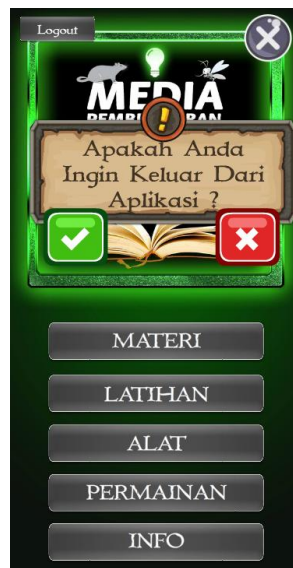 Logout
MEDIA
Apakah Anda
Ingin Keluar Dari
Aplikasi ?
MATERI
LATIHAN
ALAT
PERMAINAN
INFO